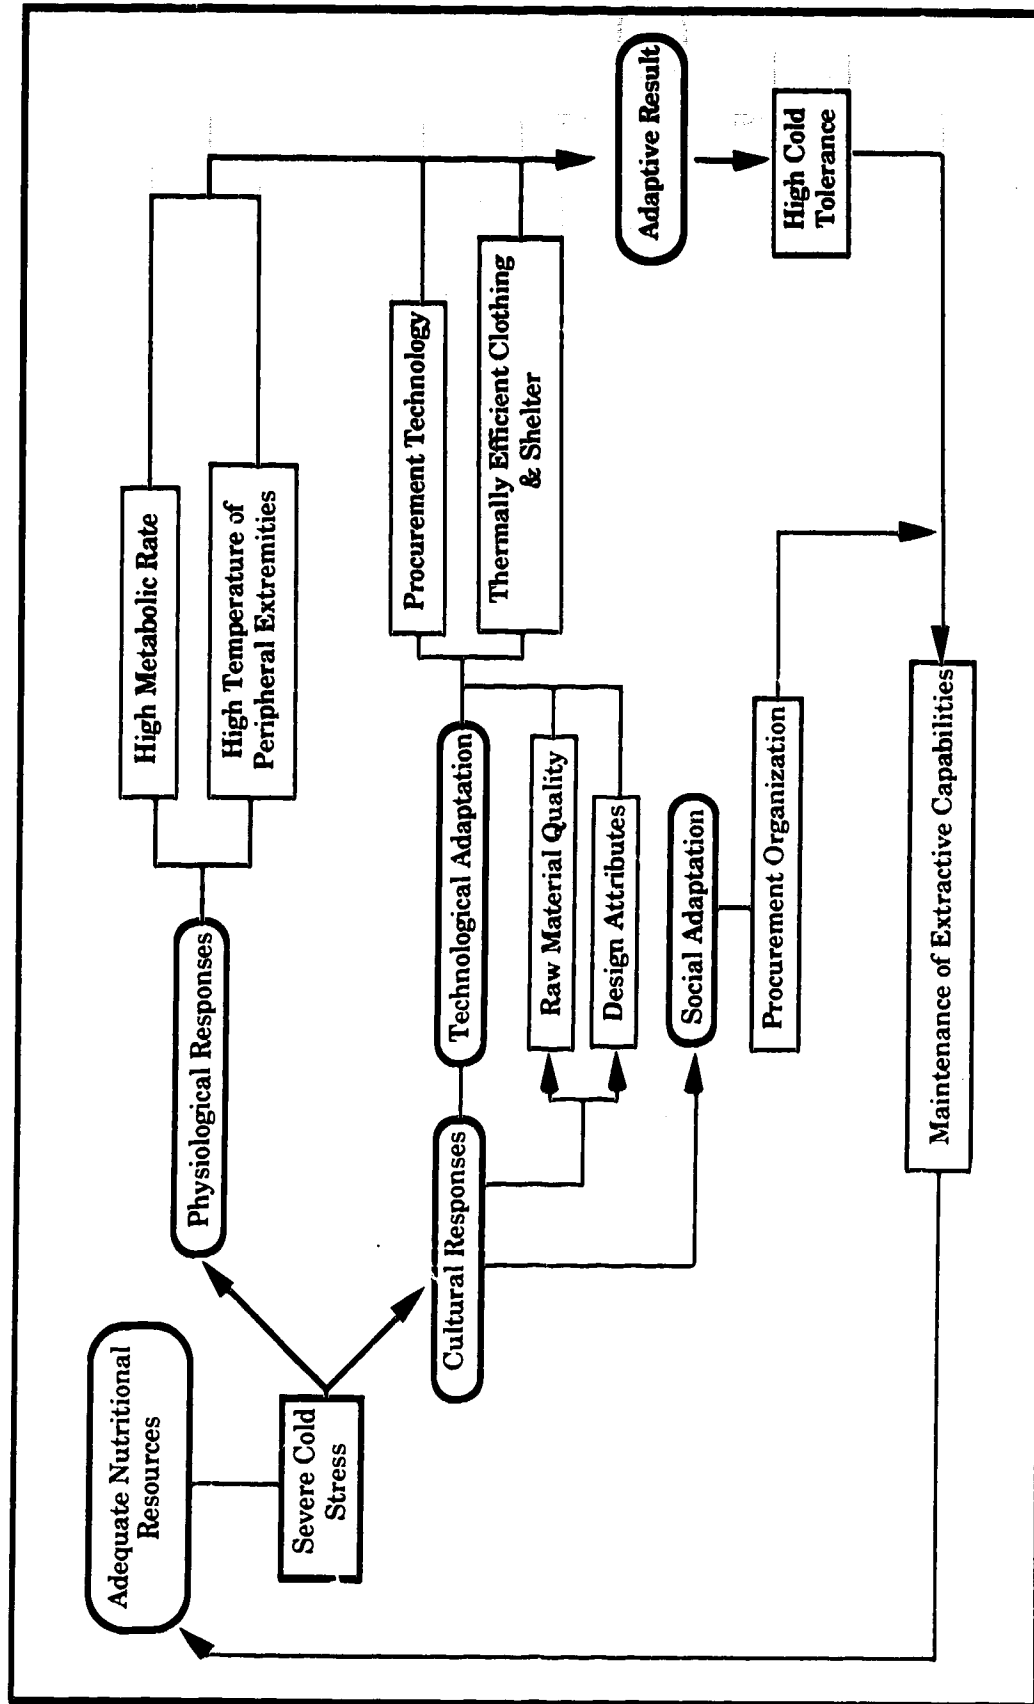 Adequate Nutritional
Resources
Severe Cold
Stress
Physiological Responses
High Metabolic Rate
High Temperature of
Peripheral Extremities
Cultural Responses
Technological Adaptation
Procurement Technology
Thermally Efficient Clothing
& Shelter
Raw Material Quality
Design Attributes
Social Adaptation
Procurement Organization
Adaptive Result
High Cold
Tolerance
Maintenance of Extractive Capabilities